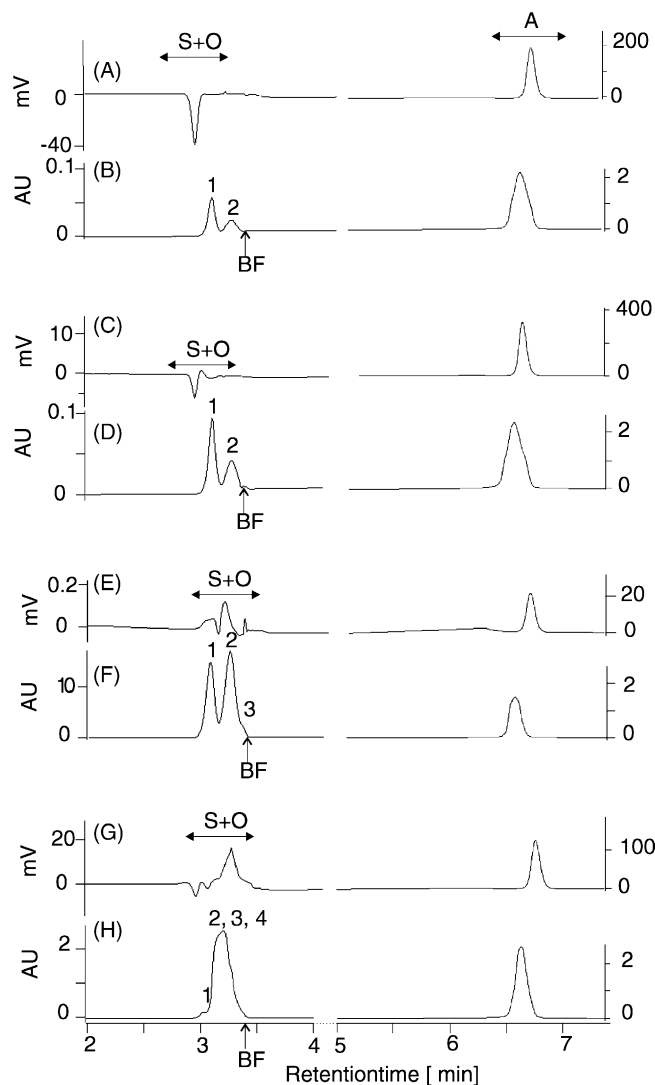 S+O A
(A) 200
mV 0 0
-40
0.1 (B)
AU 1 2 2
0 0
BF
(C) 400
10
mV S+O
0 0
0.1 1
(D)
AU 2 2
0 0
BF
0.2 (E) S+O
mV 20
0 0
1 2
(F)
AU 10 3 2
0 0
BF
(G) S+O
20 100
mV
0 0
(H) 2, 3, 4
AU 2 2
1
0 0
2 3 4 5 6 7
BF
Retentiontime [ min]